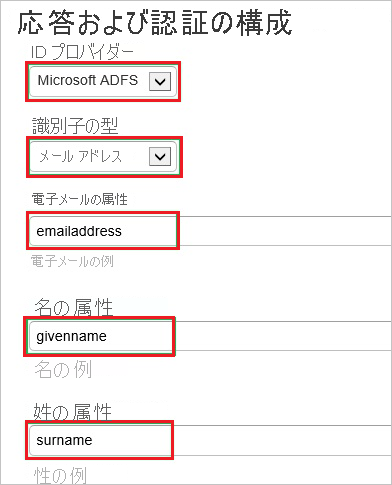 応答および認証の構成
ID プロバイダー
Microsoft ADFS
識別子の型
メール アドレス
電子メールの属性
emailaddress
電子メールの例
名の属性
givenname
名の例
姓の属性
surname
性の例